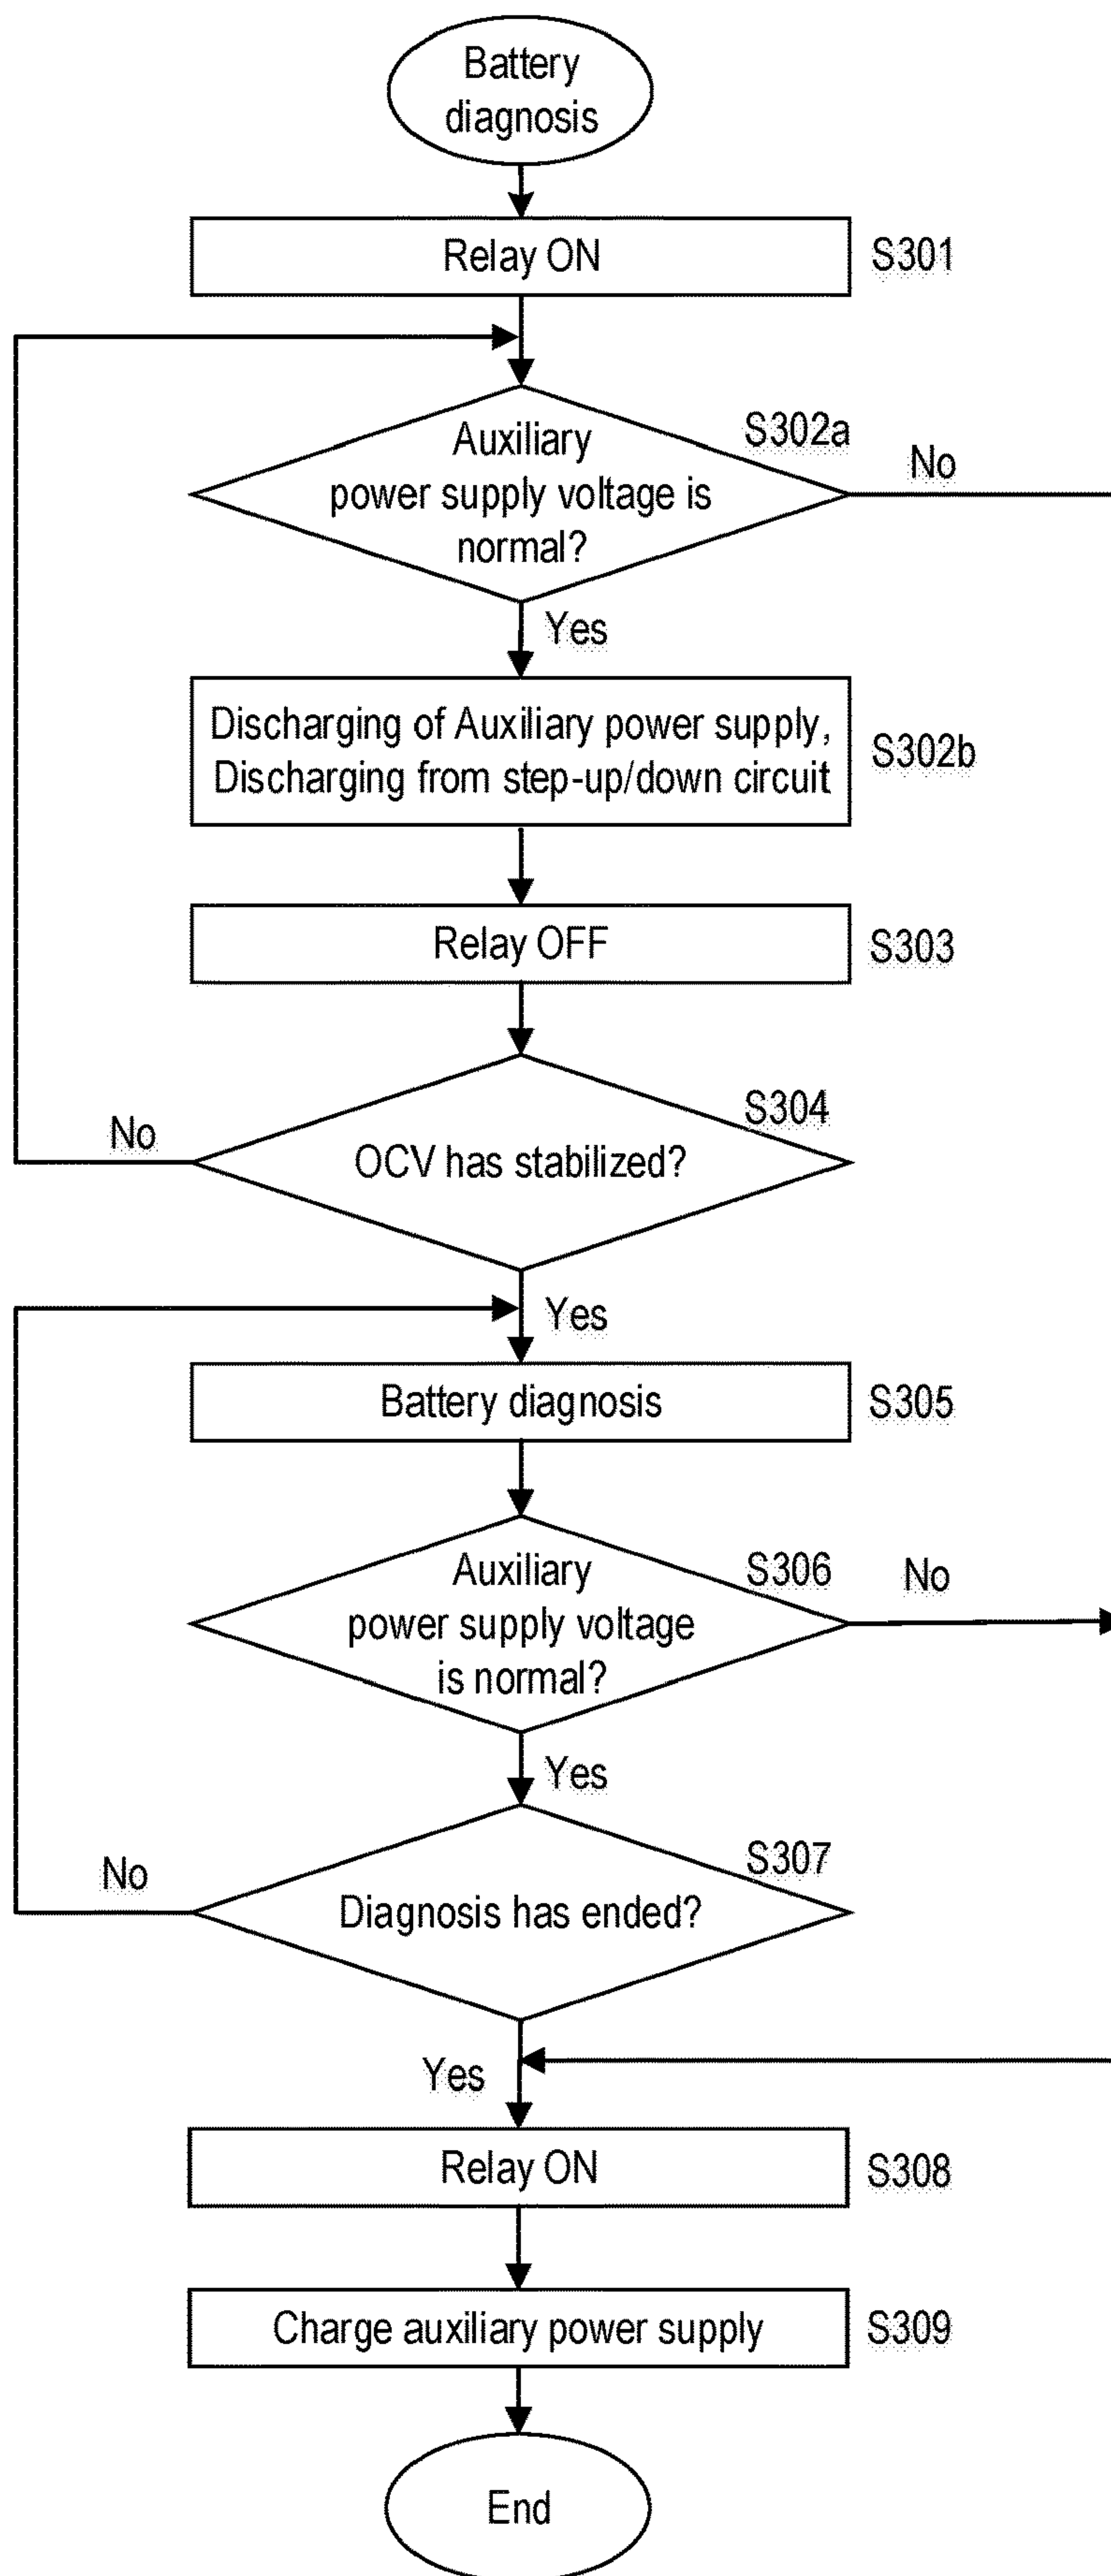 Battery
diagnosis
Relay ON
S301
Auxiliary
power supply voltage is
normal?
S302a
No
Yes
Discharging of Auxiliary power supply,
Discharging from step-up/down circuit
S302b
Relay OFF
S303
OCV has stabilized?
S304
No
Yes
Battery diagnosis
S305
Auxiliary
power supply voltage
is normal?
S306
No
Yes
Diagnosis has ended?
S307
No
Yes
Relay ON
S308
Charge auxiliary power supply
S309
End